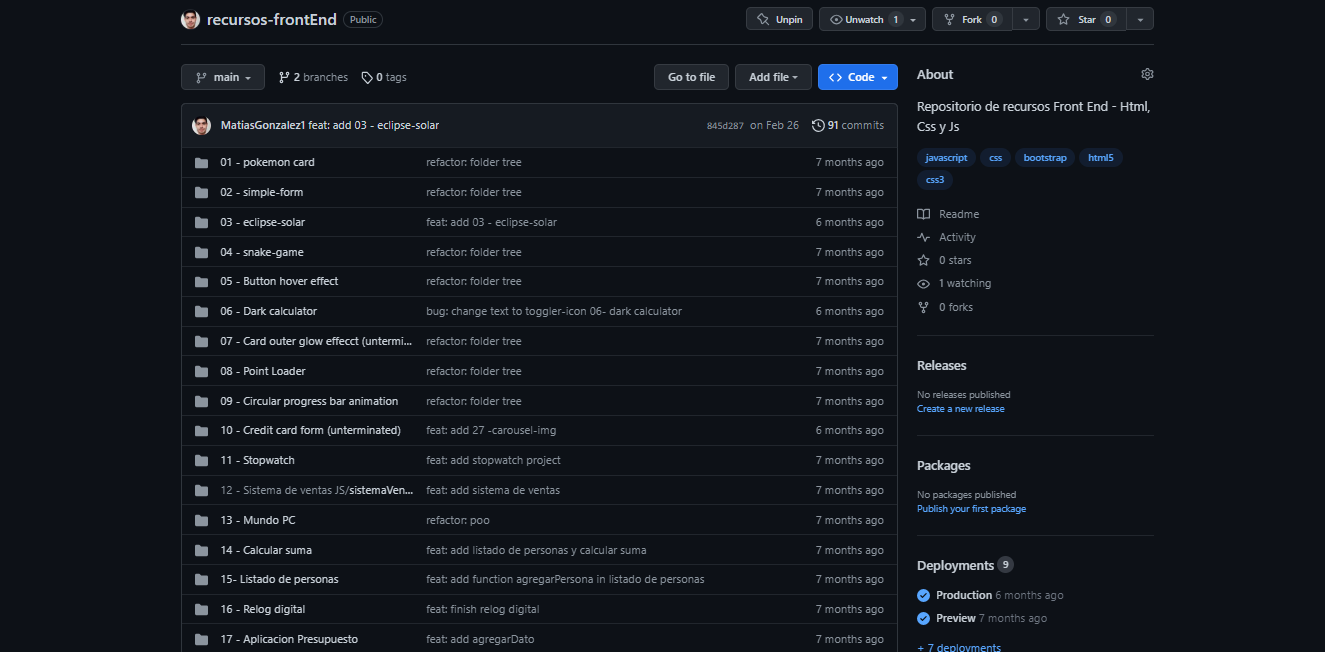 recursos-frontEnd Public Unpin Unwatch 1 Fork 0 Star 0
main 2 branches 0 tags Go to file Add file Code
MatiasGonzalez1 feat: add 03 - eclipse-solar 845d287 on Feb 26 91 commits
01 - pokemon card refactor: folder tree 7 months ago
02 - simple-form refactor: folder tree 7 months ago
03 - eclipse-solar feat: add 03 - eclipse-solar 6 months ago
04 - snake-game refactor: folder tree 7 months ago
05 - Button hover effect refactor: folder tree 7 months ago
06 - Dark calculator bug: change text to toggler-icon 06- dark calculator 6 months ago
07 - Card outer glow effecct (untermi... refactor: folder tree 7 months ago
08 - Point Loader refactor: folder tree 7 months ago
09 - Circular progress bar animation refactor: folder tree 7 months ago
10 - Credit card form (unterminated) feat: add 27 -carousel-img 6 months ago
11 - Stopwatch feat: add stopwatch project 7 months ago
12 - Sistema de ventas JS/sistemaVen... feat: add sistema de ventas 7 months ago
13 - Mundo PC refactor: poo 7 months ago
14 - Calcular suma feat: add listado de personas y calcular suma 7 months ago
15- Listado de personas feat: add function agregarPersona in listado de personas 7 months ago
16 - Relog digital feat: finish relog digital 7 months ago
17 - Aplicacion Presupuesto feat: add agregarDato 7 months ago
About
Repositorio de recursos Front End - Html,
Css y Js
javascript css bootstrap html5
css3
Readme
Activity
0 stars
1 watching
0 forks
Releases
No releases published
Create a new release
Packages
No packages published
Publish your first package
Deployments 9
Production 6 months ago
Preview 7 months ago
+ 7 deployments